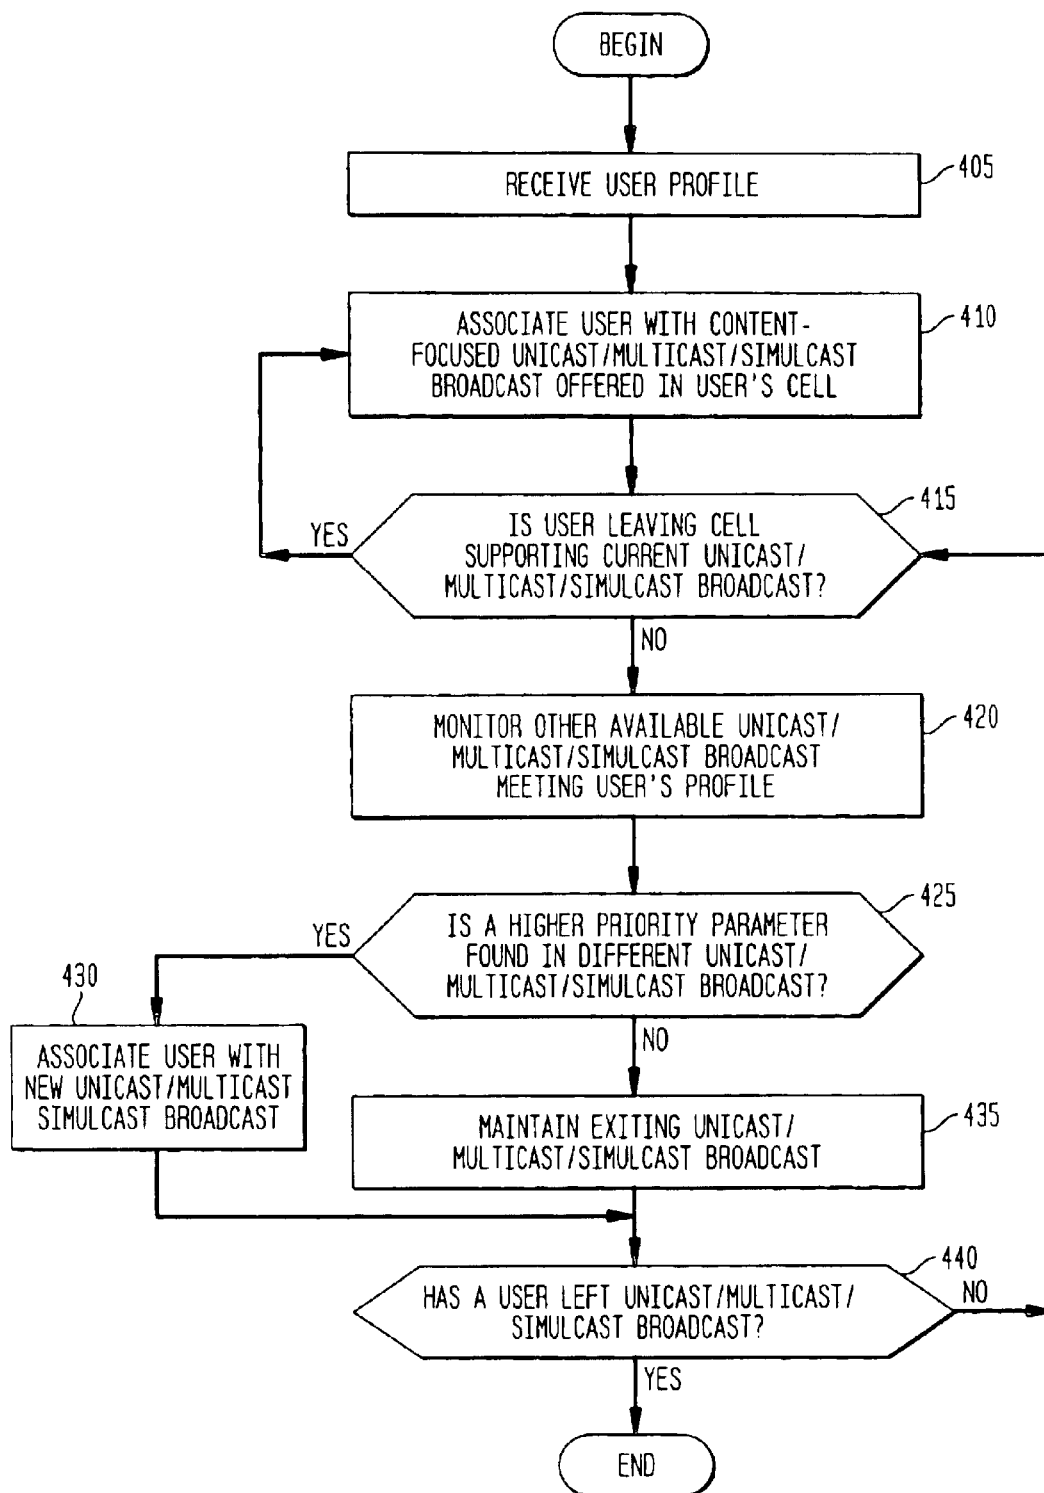 BEGIN
RECEIVE USER PROFILE
405
ASSOCIATE USER WITH CONTENT-
FOCUSED UNICAST/MULTICAST/SIMULCAST
BROADCAST OFFERED IN USER'S CELL
410
IS USER LEAVING CELL
SUPPORTING CURRENT UNICAST/
MULTICAST/SIMULCAST BROADCAST?
415
YES
NO
MONITOR OTHER AVAILABLE UNICAST/
MULTICAST/SIMULCAST BROADCAST
MEETING USER'S PROFILE
420
IS A HIGHER PRIORITY PARAMETER
FOUND IN DIFFERENT UNICAST/
MULTICAST/SIMULCAST BROADCAST?
425
YES
430
ASSOCIATE USER WITH
NEW UNICAST/MULTICAST
SIMULCAST BROADCAST
NO
MAINTAIN EXITING UNICAST/
MULTICAST/SIMULCAST BROADCAST
435
HAS A USER LEFT UNICAST/MULTICAST/
SIMULCAST BROADCAST?
440
NO
YES
END